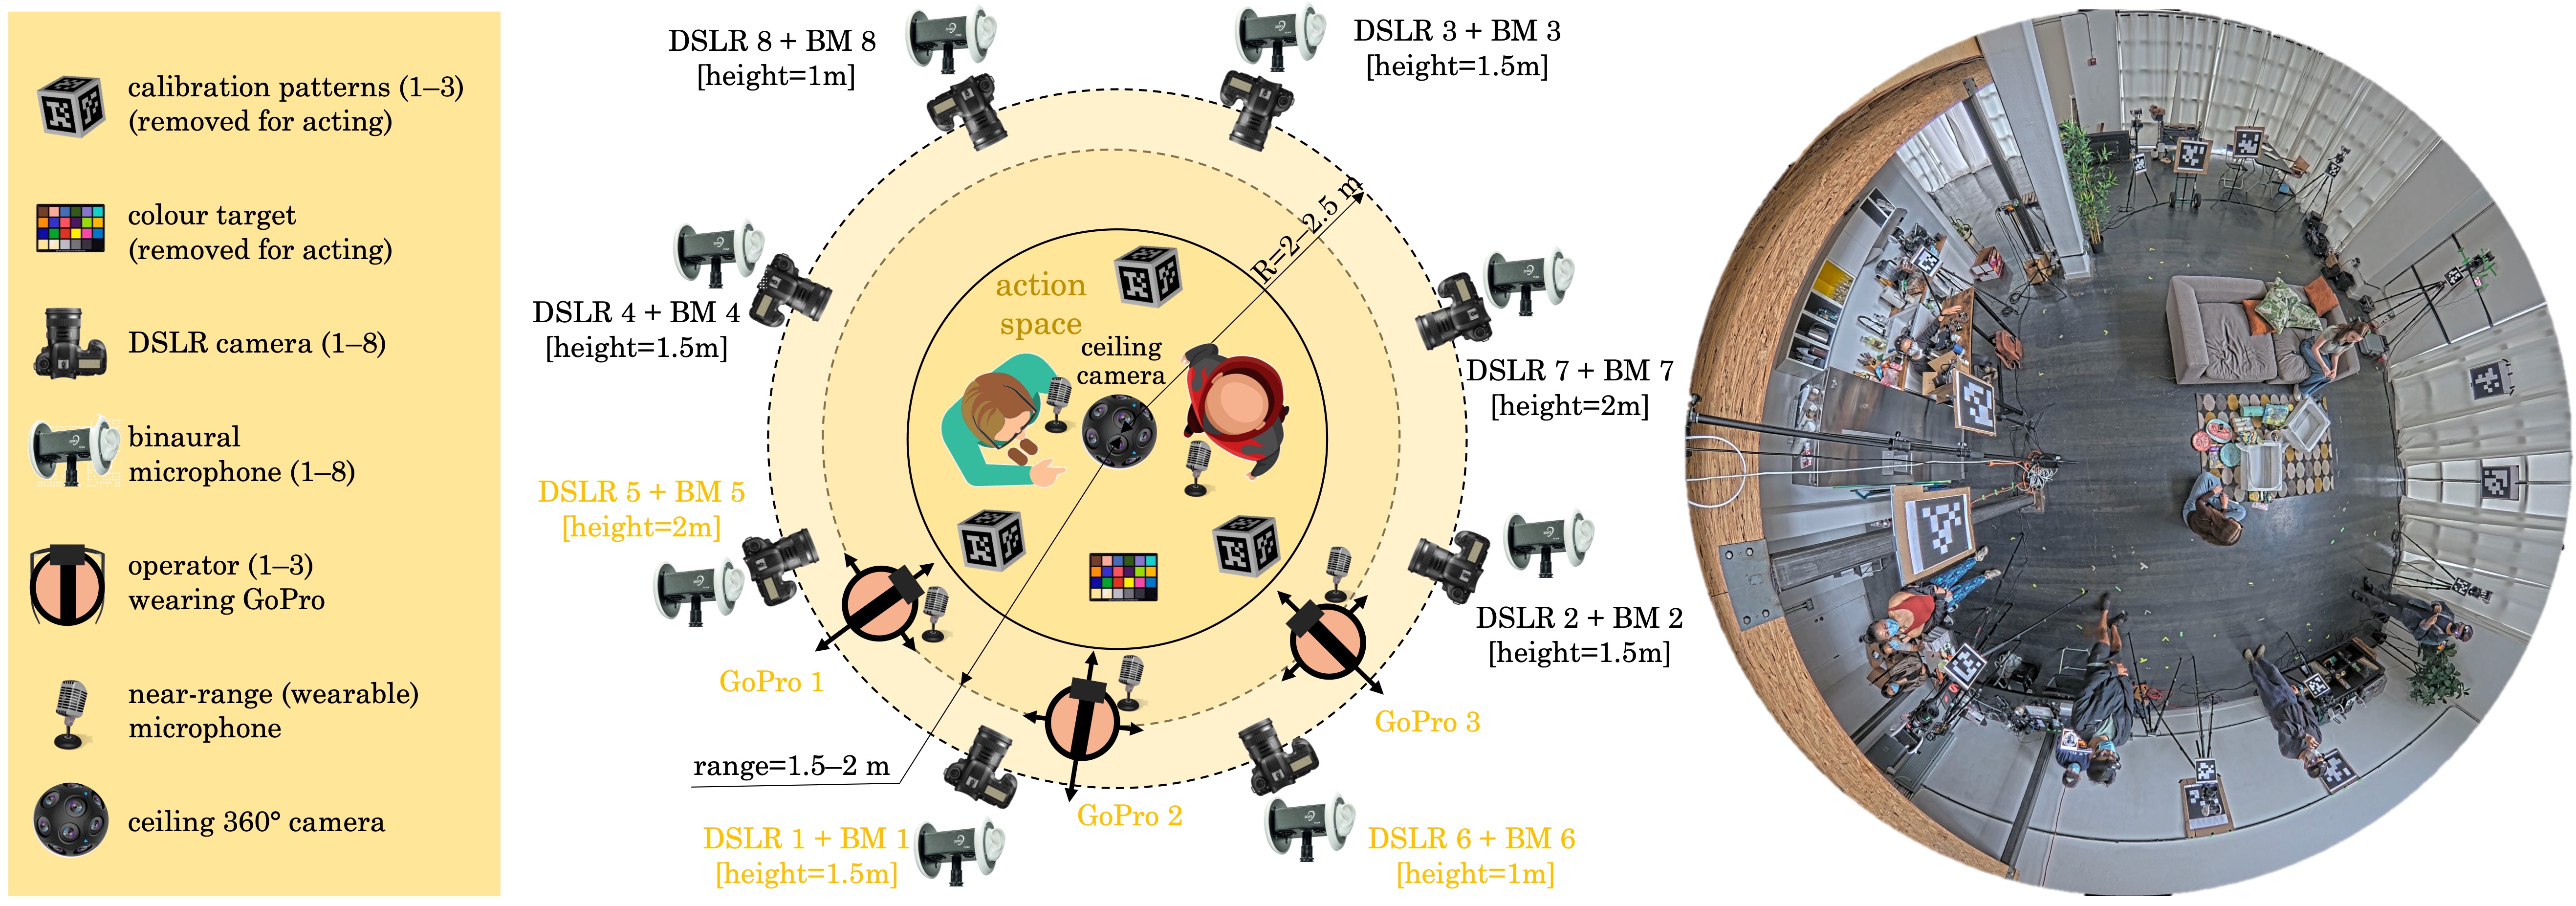 calibration patterns (1–3)
(removed for acting)
colour target
(removed for acting)
DSLR camera (1–8)
binaural
microphone (1–8)
operator (1–3)
wearing GoPro
near-range (wearable)
microphone
ceiling 360° camera
DSLR 8 + BM 8
[height=1m]
DSLR 3 + BM 3
[height=1.5m]
R=2–2.5 m
DSLR 4 + BM 4
[height=1.5m]
action
space
ceiling
camera
DSLR 7 + BM 7
[height=2m]
DSLR 5 + BM 5
[height=2m]
DSLR 2 + BM 2
[height=1.5m]
GoPro 1
GoPro 3
range=1.5–2 m
GoPro 2
DSLR 1 + BM 1
[height=1.5m]
DSLR 6 + BM 6
[height=1m]